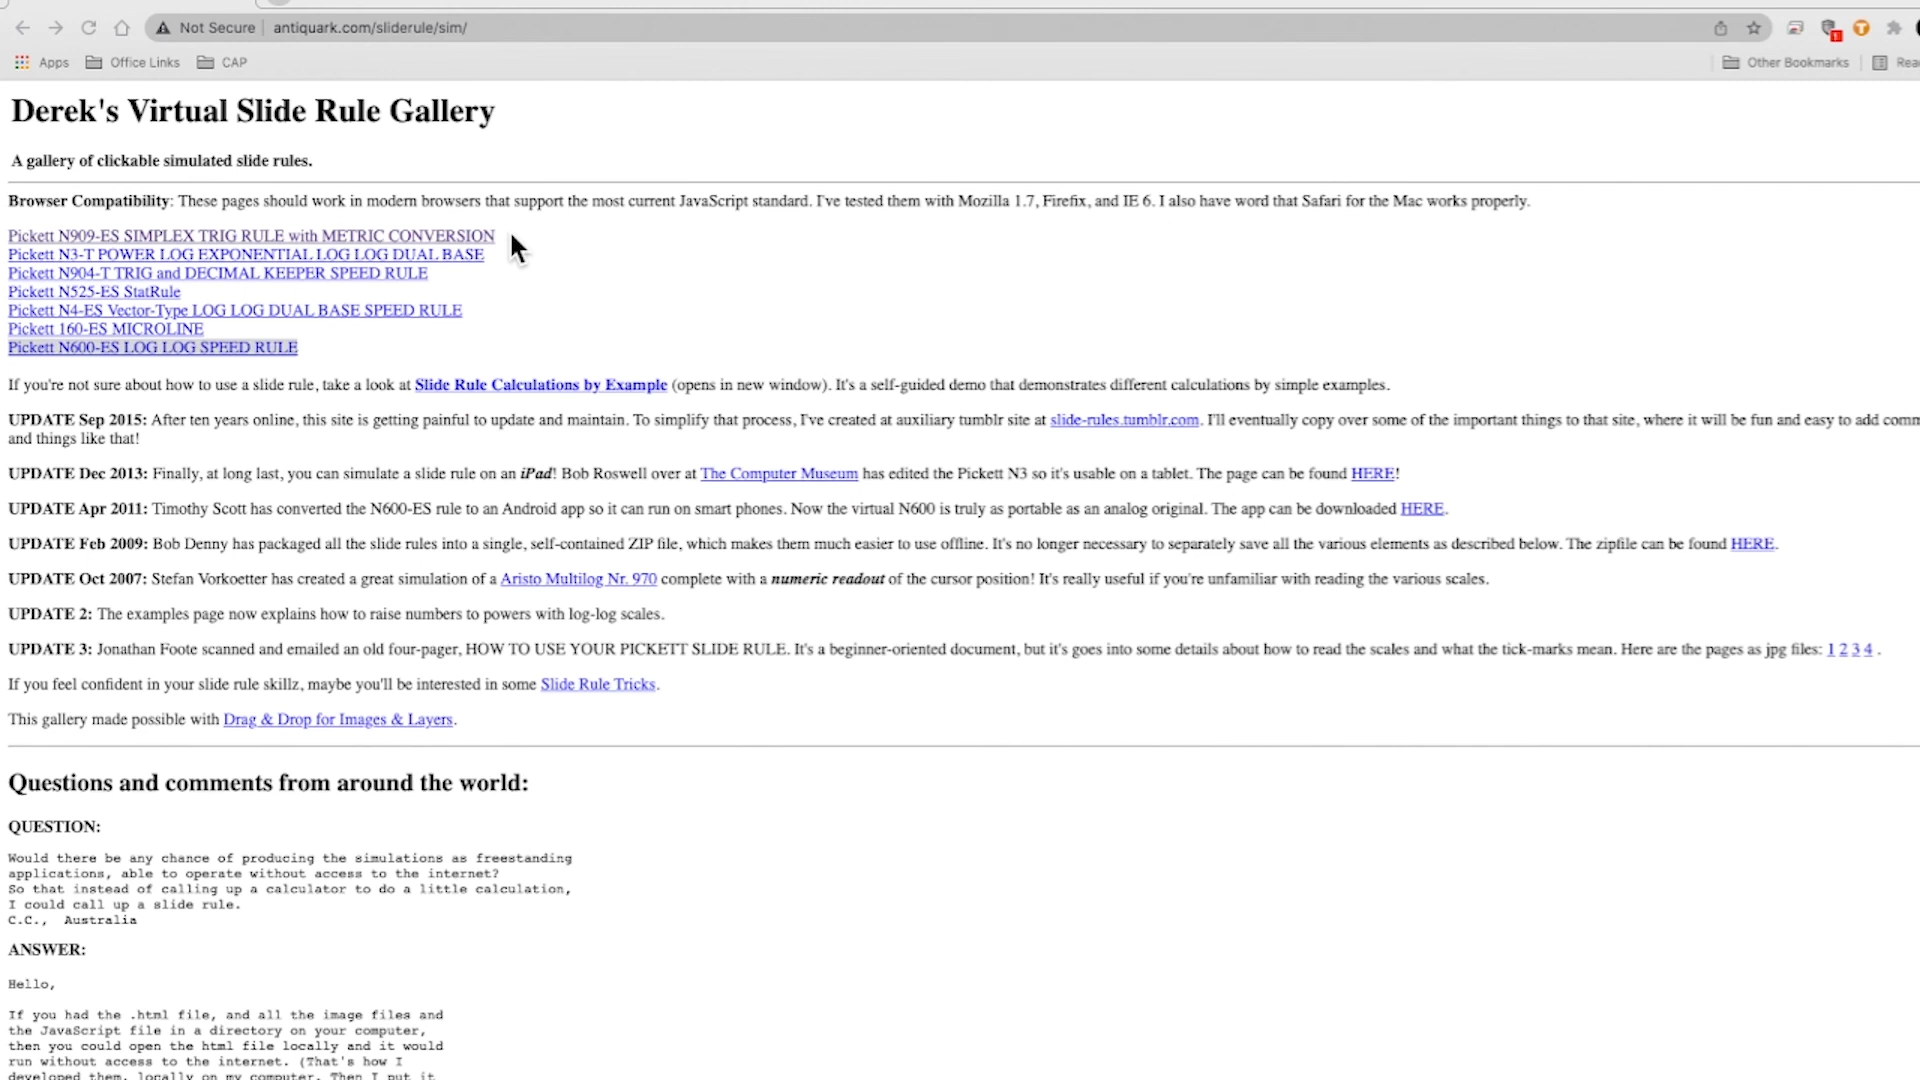 Not Secure antiquark.com/sliderule/sim/
Apps Office Links CAP Other Bookmarks
Derek's Virtual Slide Rule Gallery
A gallery of clickable simulated slide rules.
Browser Compatibility: These pages should work in modern browsers that support the most current JavaScript standard. I've tested them with Mozilla 1.7, Firefix, and IE 6. I also have word that Safari for the Mac works properly.
Pickett N909-ES SIMPLEX TRIG RULE with METRIC CONVERSION
Pickett N3-T POWER LOG EXPONENTIAL LOG LOG DUAL BASE
Pickett N904-T TRIG and DECIMAL KEEPER SPEED RULE
Pickett N525-ES StatRule
Pickett N4-ES Vector-Type LOG LOG DUAL BASE SPEED RULE
Pickett 160-ES MICROLINE
Pickett N600-ES LOG LOG SPEED RULE
If you're not sure about how to use a slide rule, take a look at Slide Rule Calculations by Example (opens in new window). It's a self-guided demo that demonstrates different calculations by simple examples.
UPDATE Sep 2015: After ten years online, this site is getting painful to update and maintain. To simplify that process, I've created at auxiliary tumblr site at slide-rules.tumblr.com. I'll eventually copy over some of the important things to that site, where it will be fun and easy to add comm
and things like that!
UPDATE Dec 2013: Finally, at long last, you can simulate a slide rule on an iPad! Bob Roswell over at The Computer Museum has edited the Pickett N3 so it's usable on a tablet. The page can be found HERE!
UPDATE Apr 2011: Timothy Scott has converted the N600-ES rule to an Android app so it can run on smart phones. Now the virtual N600 is truly as portable as an analog original. The app can be downloaded HERE.
UPDATE Feb 2009: Bob Denny has packaged all the slide rules into a single, self-contained ZIP file, which makes them much easier to use offline. It's no longer necessary to separately save all the various elements as described below. The zipfile can be found HERE.
UPDATE Oct 2007: Stefan Vorkoetter has created a great simulation of a Aristo Multilog Nr. 970 complete with a numeric readout of the cursor position! It's really useful if you're unfamiliar with reading the various scales.
UPDATE 2: The examples page now explains how to raise numbers to powers with log-log scales.
UPDATE 3: Jonathan Foote scanned and emailed an old four-pager, HOW TO USE YOUR PICKETT SLIDE RULE. It's a beginner-oriented document, but it's goes into some details about how to read the scales and what the tick-marks mean. Here are the pages as jpg files: 1 2 3 4 .
If you feel confident in your slide rule skillz, maybe you'll be interested in some Slide Rule Tricks.
This gallery made possible with Drag & Drop for Images & Layers.
Questions and comments from around the world:
QUESTION:
Would there be any chance of producing the simulations as freestanding
applications, able to operate without access to the internet?
So that instead of calling up a calculator to do a little calculation,
I could call up a slide rule.
C.C., Australia
ANSWER:
Hello,
If you had the .html file, and all the image files and
the JavaScript file in a directory on your computer,
then you could open the html file locally and it would
run without access to the internet. (That's how I
developed them, locally on my computer. Then I put it